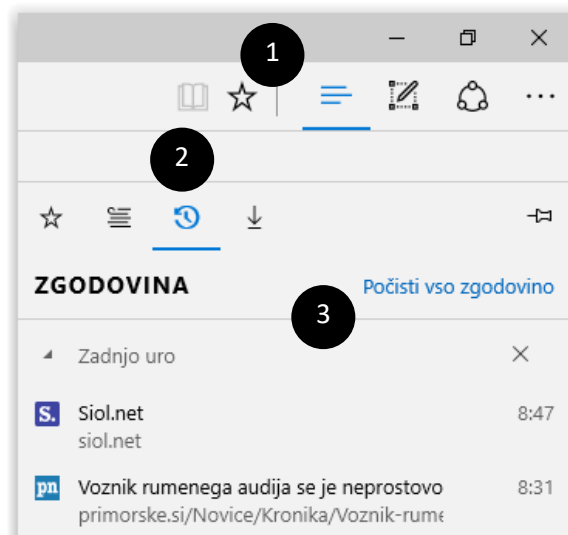 1
2
ZGODOVINA
Počisti vso zgodovino
3
Zadnjo uro
S. Siol.net 8:47
siol.net
pn Voznik rumenega audija se je neprostovo 8:31
primorske.si/Novice/Kronika/Voznik-rume